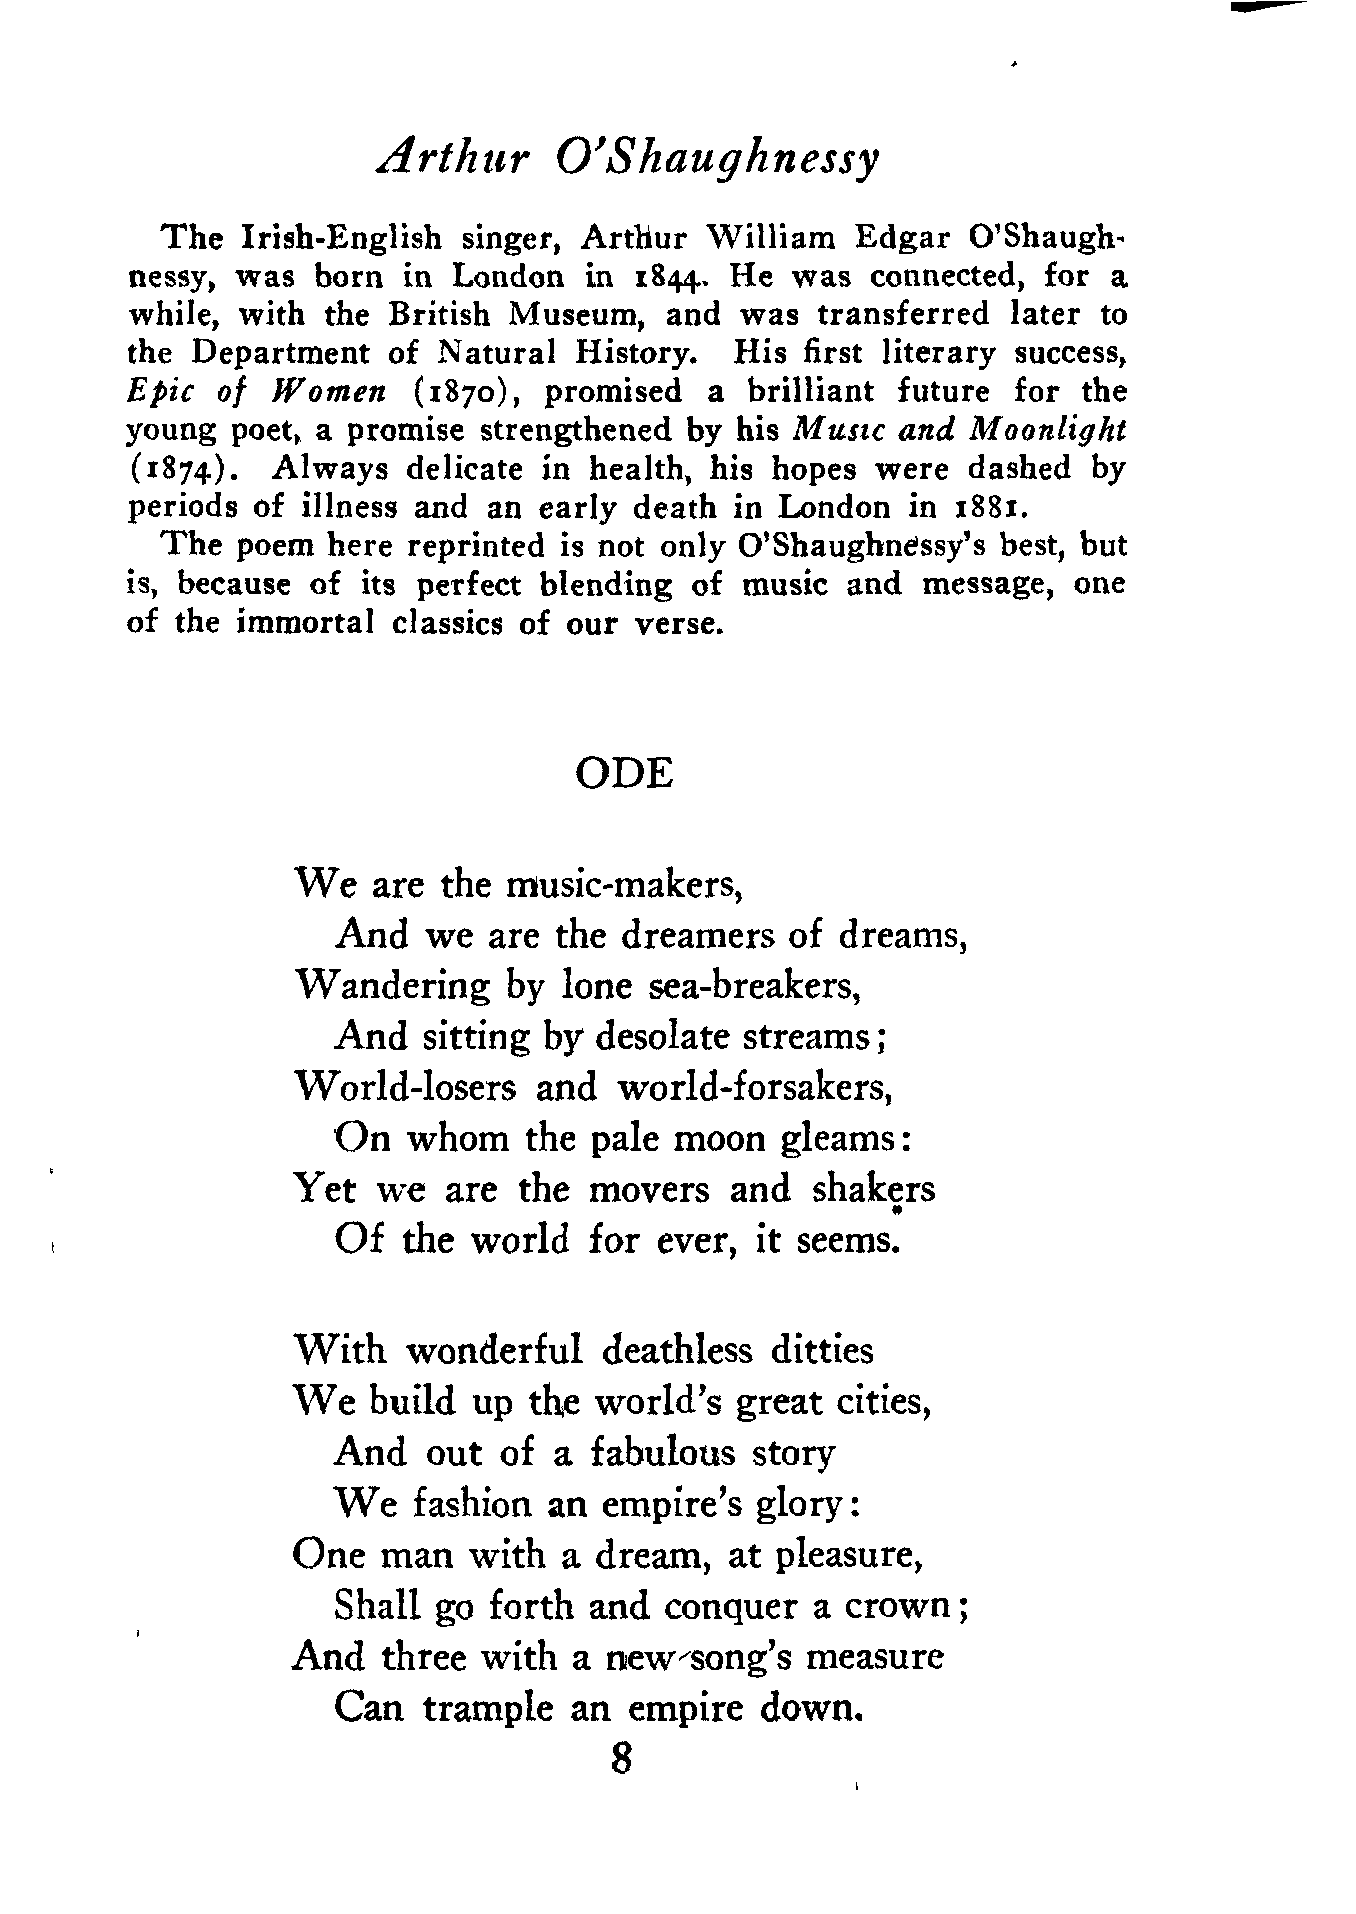 Arthur O'Shaughnessy
The Irish-English singer, Arthur William Edgar O'Shaugh-
nessy, was born in London in 1844. He was connected, for a
while, with the British Museum, and was transferred later to
the Department of Natural History. His first literary success,
Epic of Women (1870), promised a brilliant future for the
young poet, a promise strengthened by his Music and Moonlight
(1874). Always delicate in health, his hopes were dashed by
periods of illness and an early death in London in 1881.
The poem here reprinted is not only O'Shaughnessy's best, but
is, because of its perfect blending of music and message, one
of the immortal classics of our verse.
ODE
We are the music-makers,
And we are the dreamers of dreams,
Wandering by lone sea-breakers,
And sitting by desolate streams;
World-losers and world-forsakers,
On whom the pale moon gleams:
Yet we are the movers and shakers
Of the world for ever, it seems.
With wonderful deathless ditties
We build up the world's great cities,
And out of a fabulous story
We fashion an empire's glory:
One man with a dream, at pleasure,
Shall go forth and conquer a crown;
And three with a new song's measure
Can trample an empire down.
8